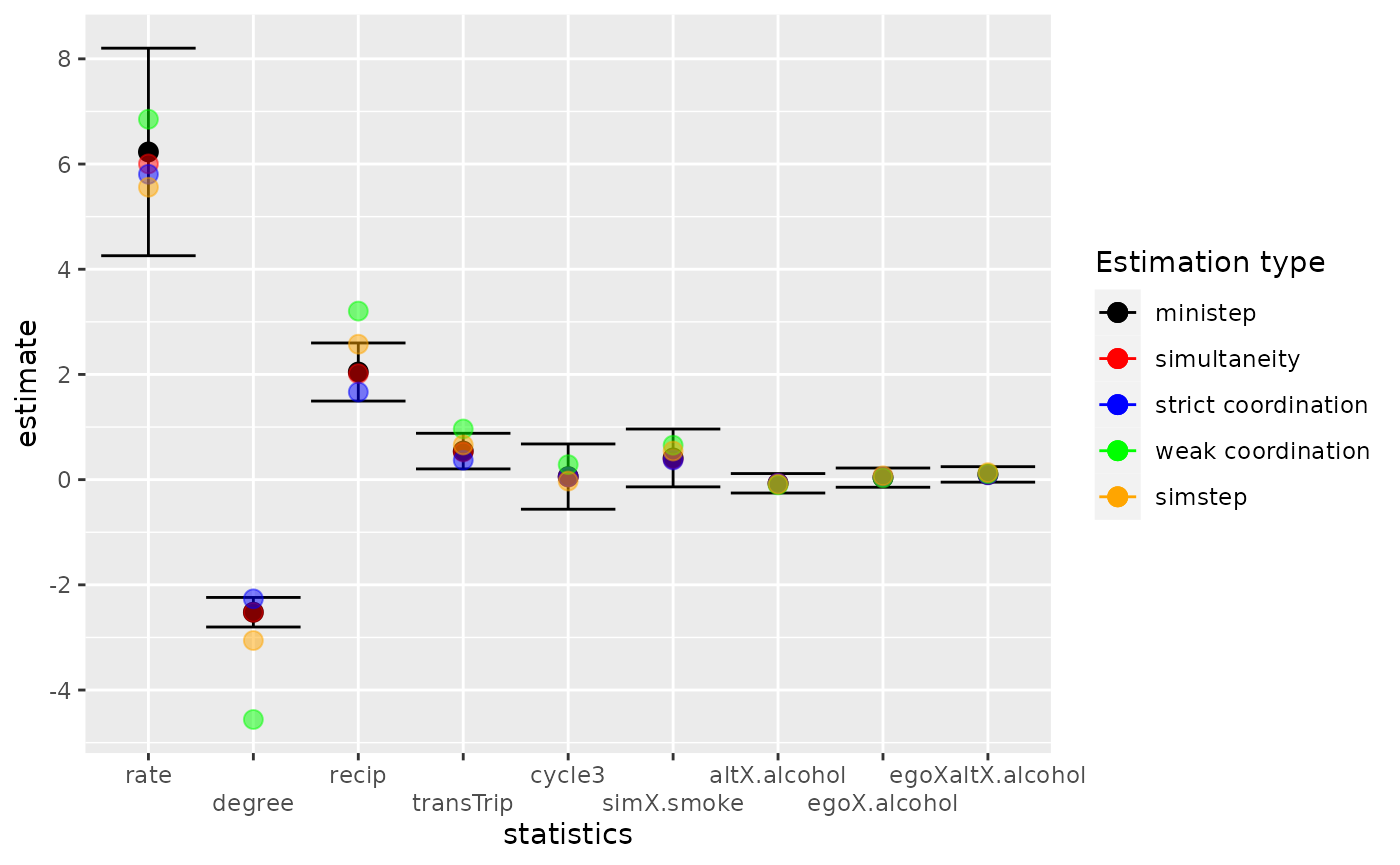 8
6
4
2
0
-2
-4
estimate
rate
recip
cycle3
altX.alcohol
egoXaltX.alcohol
degree
transTrip
simX.smoke
egoX.alcohol
statistics
Estimation type
ministep
simultaneity
strict coordination
weak coordination
simstep